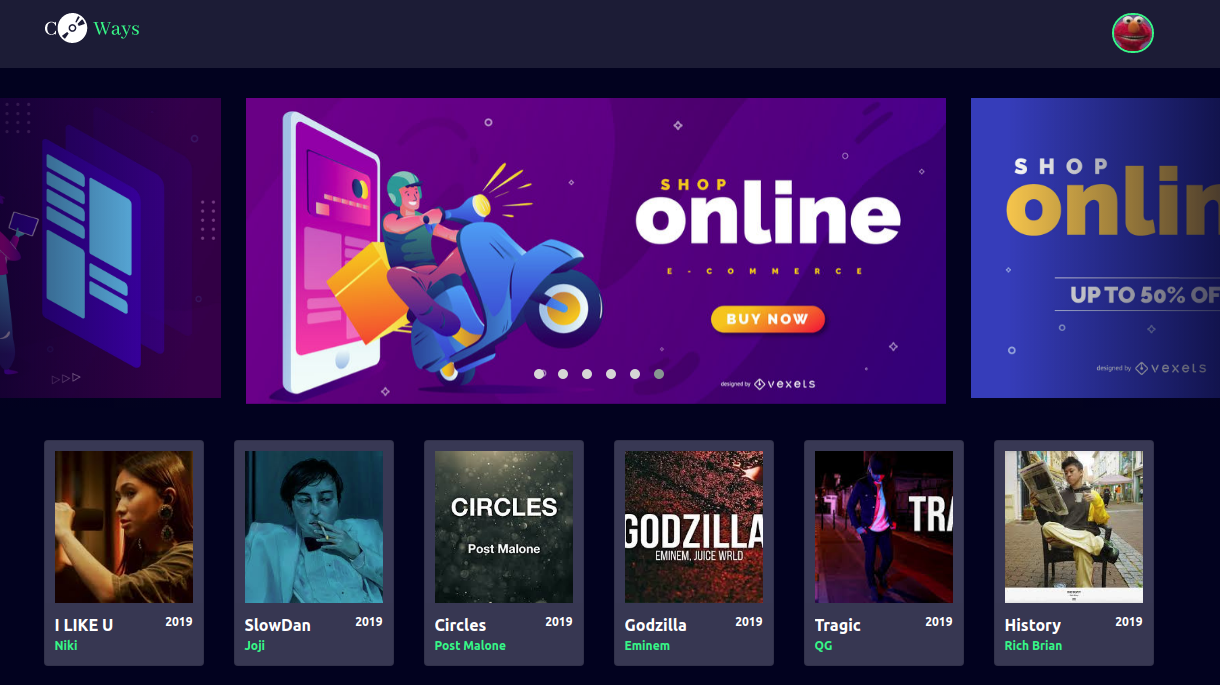 C Ways
SHOP
online
E-COMMERCE
BUY NOW
designed by vexels
SHOP
onlin
UP TO 50% OF
designed by vexels
CIRCLES
Post Malone
GODZILLA
EMINEM, JUICE WRLD
TRA
I LIKE U 2019
Niki
SlowDan 2019
Joji
Circles 2019
Post Malone
Godzilla 2019
Eminem
Tragic 2019
QG
History 2019
Rich Brian